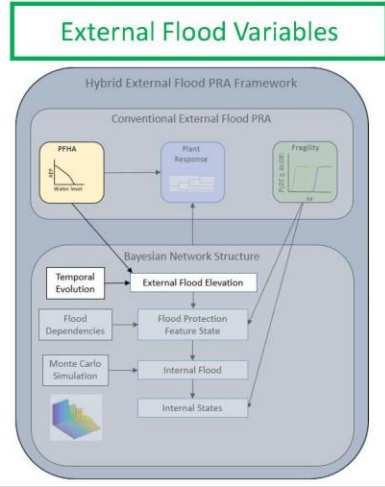 External Flood Variables
Hybrid External Flood PRA Framework
Conventional External Flood PRA
PFHA
AEP
Water level
Plant
Response
Fragility
Bayesian Network Structure
Temporal
Evolution
External Flood Elevation
Flood
Dependencies
Flood Protection
Feature State
Monte Carlo
Simulation
Internal Flood
Internal States